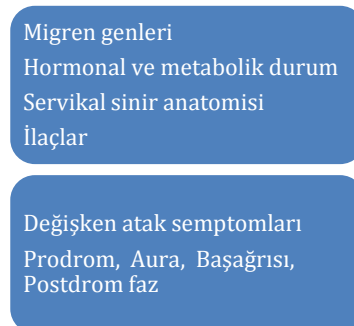 Migren genleri
Hormonal ve metabolik durum
Servikal sinir anatomisi
İlaçlar
Değişken atak semptomları
Prodrom, Aura, Başağrısı,
Postdrom faz